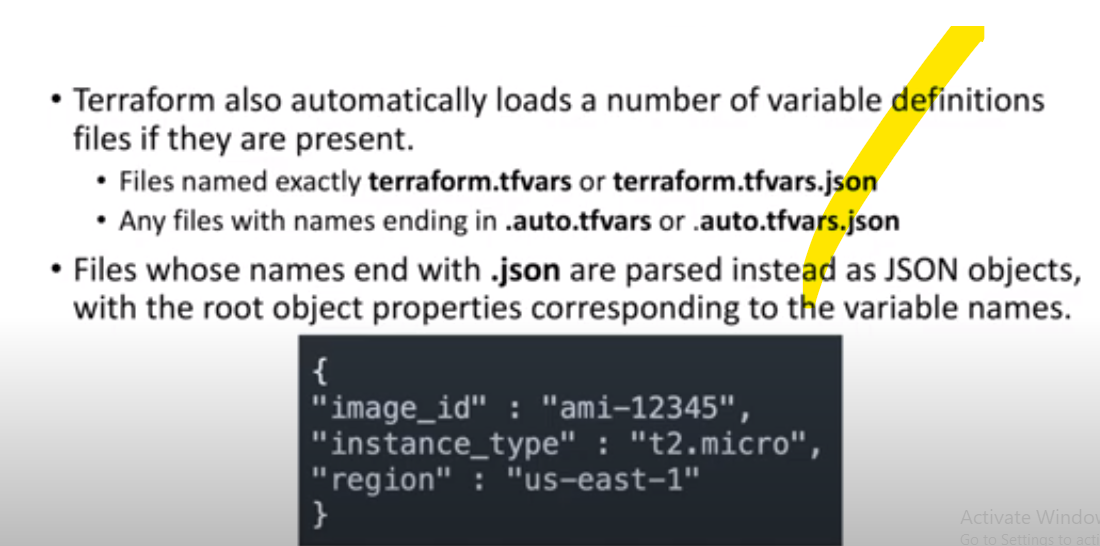 • Terraform also automatically loads a number of variable definitions
files if they are present.
• Files named exactly terraform.tfvars or terraform.tfvars.json
• Any files with names ending in .auto.tfvars or .auto.tfvars.json
• Files whose names end with .json are parsed instead as JSON objects,
with the root object properties corresponding to the variable names.
{
"image_id" : "ami-12345",
"instance_type" : "t2.micro",
"region" : "us-east-1"
}
Activate Window
Go to Settings to acti